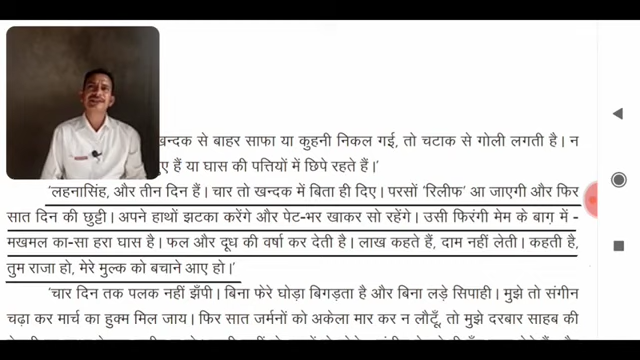 खन्दक से बाहर साफा या कुहनी निकल गई, तो चटाक से गोली लगती है। न
हैं या घास की पत्तियों में छिपे रहते हैं।'
'लहनासिंह, और तीन दिन हैं। चार तो खन्दक में बिता ही दिए। परसों 'रिलीफ' आ जाएगी और फिर
सात दिन की छुट्टी। अपने हाथों झटका करेंगे और पेट-भर खाकर सो रहेंगे। उसी फिरंगी मेम के बाग़ में -
मखमल का-सा हरा घास है। फल और दूध की वर्षा कर देती है। लाख कहते हैं, दाम नहीं लेती। कहती है,
तुम राजा हो, मेरे मुल्क को बचाने आए हो।'
'चार दिन तक पलक नहीं झँपी। बिना फेरे घोड़ा बिगड़ता है और बिना लड़े सिपाही। मुझे तो संगीन
चढ़ा कर मार्च का हुक्म मिल जाय। फिर सात जर्मनों को अकेला मार कर न लौटूँ, तो मुझे दरबार साहब की